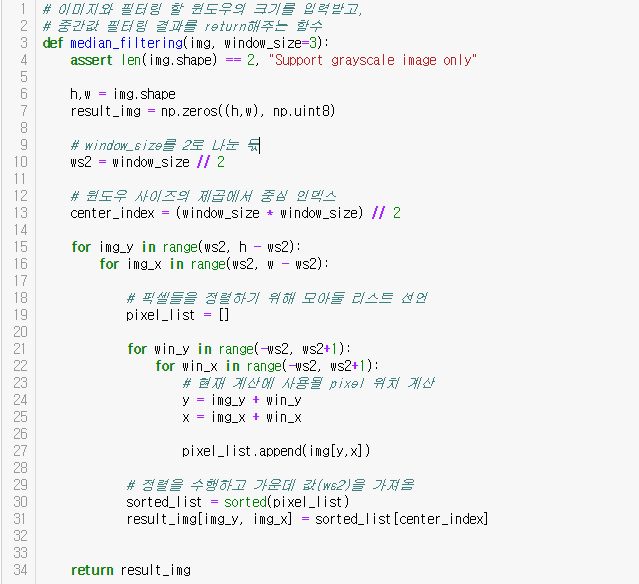 1 # 이미지와 필터링 할 윈도우의 크기를 입력받고,
2 # 중간값 필터링 결과를 return해주는 함수
3 def median_filtering(img, window_size=3):
4     assert len(img.shape) == 2, "Support grayscale image only"
5
6     h,w = img.shape
7     result_img = np.zeros((h,w), np.uint8)
8
9     # window_size를 2로 나눈 몫
10     ws2 = window_size // 2
11
12     # 윈도우 사이즈의 제곱에서 중심 인덱스
13     center_index = (window_size * window_size) // 2
14
15     for img_y in range(ws2, h - ws2):
16         for img_x in range(ws2, w - ws2):
17
18             # 픽셀들을 정렬하기 위해 모아둘 리스트 선언
19             pixel_list = []
20
21             for win_y in range(-ws2, ws2+1):
22                 for win_x in range(-ws2, ws2+1):
23                     # 현재 계산에 사용될 pixel 위치 계산
24                     y = img_y + win_y
25                     x = img_x + win_x
26
27                     pixel_list.append(img[y,x])
28
29             # 정렬을 수행하고 가운데 값(ws2)을 가져옴
30             sorted_list = sorted(pixel_list)
31             result_img[img_y, img_x] = sorted_list[center_index]
32
33
34     return result_img